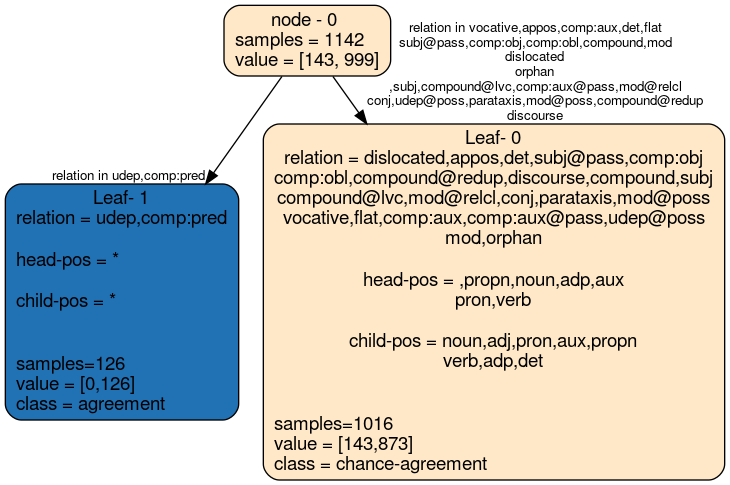 node - 0
samples = 1142
value = [143, 999]
relation in vocative,appos,comp:aux,det,flat
subj@pass,comp:obj,comp:obl,compound,mod
dislocated
orphan
,subj,compound@lvc,comp:aux@pass,mod@relcl
conj,udep@poss,parataxis,mod@poss,compound@redup
discourse
relation in udep,comp:pred
Leaf- 1
relation = udep,comp:pred
head-pos = *
child-pos = *
samples=126
value = [0,126]
class = agreement
Leaf- 0
relation = dislocated,appos,det,subj@pass,comp:obj
comp:obl,compound@redup,discourse,compound,subj
compound@lvc,mod@relcl,conj,parataxis,mod@poss
vocative,flat,comp:aux,comp:aux@pass,udep@poss
mod,orphan
head-pos = ,propn,noun,adp,aux
pron,verb
child-pos = noun,adj,pron,aux,propn
verb,adp,det
samples=1016
value = [143,873]
class = chance-agreement